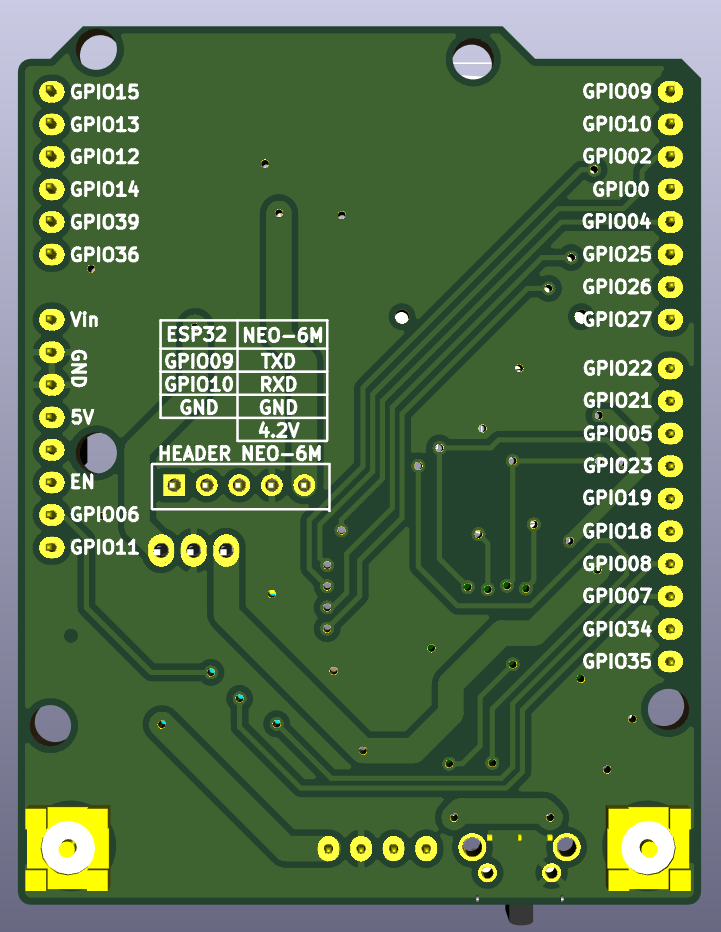 GPIO15
GPIO13
GPIO12
GPIO14
GPIO39
GPIO36
Vin
GND
5V
EN
GPIO06
GPIO11
ESP32 NEO-6M
GPIO09 TXD
GPIO10 RXD
GND GND
4.2V
HEADER NEO-6M
GPIO09
GPIO10
GPIO02
GPIO0
GPIO04
GPIO25
GPIO26
GPIO27
GPIO22
GPIO21
GPIO05
GPIO23
GPIO19
GPIO18
GPIO08
GPIO07
GPIO34
GPIO35